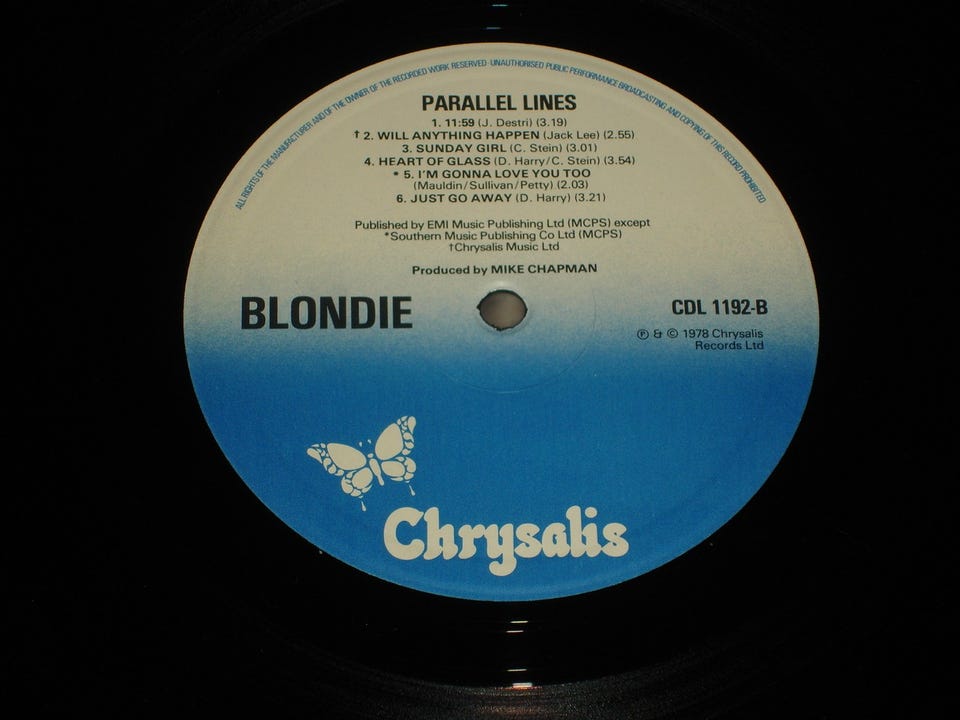 ALL RIGHTS OF THE MANUFACTURER AND OF THE OWNER OF THE RECORDED WORK RESERVED · UNAUTHORISED PUBLIC PERFORMANCE BROADCASTING AND COPYING OF THIS RECORD PROHIBITED
PARALLEL LINES
1. 11:59 (J. Destri) (3.19)
† 2. WILL ANYTHING HAPPEN (Jack Lee) (2.55)
3. SUNDAY GIRL (C. Stein) (3.01)
4. HEART OF GLASS (D. Harry/C. Stein) (3.54)
* 5. I'M GONNA LOVE YOU TOO
(Mauldin/Sullivan/Petty) (2.03)
6. JUST GO AWAY (D. Harry) (3.21)
Published by EMI Music Publishing Ltd (MCPS) except
*Southern Music Publishing Co Ltd (MCPS)
†Chrysalis Music Ltd
Produced by MIKE CHAPMAN
BLONDIE
CDL 1192-B
℗ & © 1978 Chrysalis
Records Ltd
Chrysalis